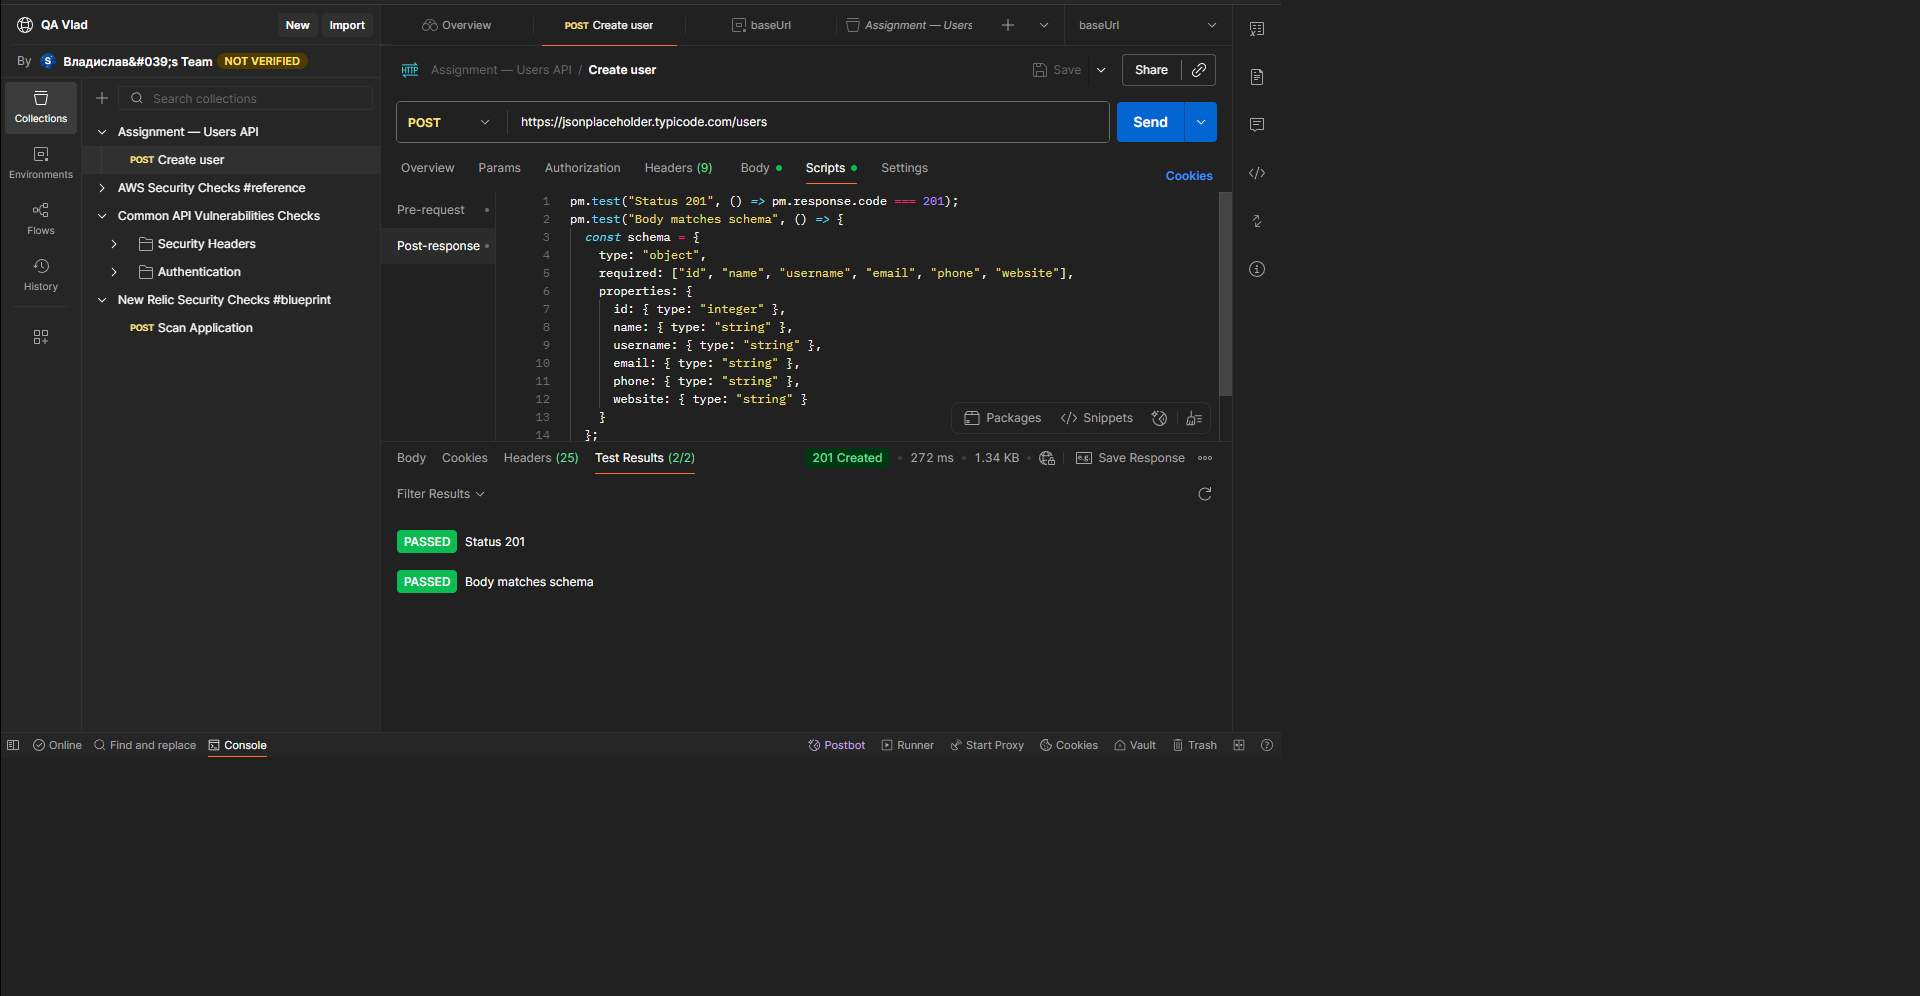 QA Vlad
New
Import
By
Владислав&#039;s Team
NOT VERIFIED
Collections
Environments
Flows
History
Search collections
Assignment — Users API
POST Create user
AWS Security Checks #reference
Common API Vulnerabilities Checks
Security Headers
Authentication
New Relic Security Checks #blueprint
POST Scan Application
Overview
POST Create user
baseUrl
Assignment — Users
baseUrl
HTTP
Assignment — Users API / Create user
Save
Share
POST
https://jsonplaceholder.typicode.com/users
Send
Overview
Params
Authorization
Headers (9)
Body
Scripts
Settings
Cookies
Pre-request
Post-response
1 pm.test("Status 201", () => pm.response.code === 201);
2 pm.test("Body matches schema", () => {
3 const schema = {
4 type: "object",
5 required: ["id", "name", "username", "email", "phone", "website"],
6 properties: {
7 id: { type: "integer" },
8 name: { type: "string" },
9 username: { type: "string" },
10 email: { type: "string" },
11 phone: { type: "string" },
12 website: { type: "string" }
13 }
14 };
Packages
Snippets
Body
Cookies
Headers (25)
Test Results (2/2)
201 Created
272 ms
1.34 KB
e.g.
Save Response
Filter Results
PASSED Status 201
PASSED Body matches schema
Online
Find and replace
Console
Postbot
Runner
Start Proxy
Cookies
Vault
Trash